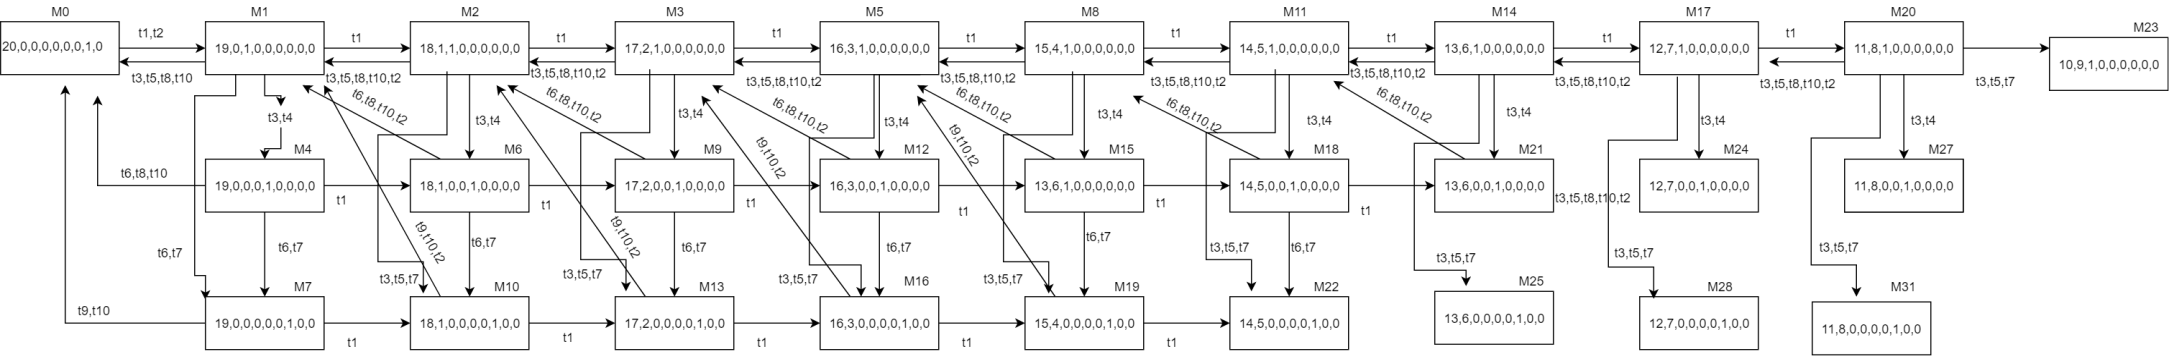 M0
M1
M2
M3
M5
M8
M11
M14
M17
M20
M23
20,0,0,0,0,0,0,1,0
t1,t2
19,0,1,0,0,0,0,0,0
t1
18,1,1,0,0,0,0,0,0
t1
17,2,1,0,0,0,0,0,0
t1
16,3,1,0,0,0,0,0,0
t1
15,4,1,0,0,0,0,0,0
t1
14,5,1,0,0,0,0,0,0
t1
13,6,1,0,0,0,0,0,0
t1
12,7,1,0,0,0,0,0,0
t1
11,8,1,0,0,0,0,0,0
10,9,1,0,0,0,0,0,0
t3,t5,t8,t10
t3,t5,t8,t10,t2
t3,t5,t8,t10,t2
t3,t5,t8,t10,t2
t3,t5,t8,t10,t2
t3,t5,t8,t10,t2
t3,t5,t8,t10,t2
t3,t5,t8,t10,t2
t3,t5,t8,t10,t2
t3,t5,t7
t3,t4
t6,t8,t10,t2
t3,t4
t6,t8,t10,t2
t3,t4
t6,t8,t10,t2
t3,t4
t6,t8,t10,t2
t3,t4
t6,t8,t10,t2
t3,t4
t6,t8,t10,t2
t3,t4
t3,t4
t3,t4
t9,t10,t2
t9,t10,t2
M4
M6
M9
M12
M15
M18
M21
M24
M27
t6,t8,t10
19,0,0,0,1,0,0,0,0
t1
18,1,0,0,1,0,0,0,0
t1
17,2,0,0,1,0,0,0,0
t1
16,3,0,0,1,0,0,0,0
t1
13,6,1,0,0,0,0,0,0
t1
14,5,0,0,1,0,0,0,0
t1
13,6,0,0,1,0,0,0,0
t3,t5,t8,t10,t2
12,7,0,0,1,0,0,0,0
11,8,0,0,1,0,0,0,0
t6,t7
t6,t7
t9,t10,t2
t6,t7
t9,t10,t2
t6,t7
t6,t7
t6,t7
t6,t7
t3,t5,t7
t3,t5,t7
t3,t5,t7
t3,t5,t7
t3,t5,t7
t3,t5,t7
t3,t5,t7
t3,t5,t7
M7
M10
M13
M16
M19
M22
M25
M28
M31
t9,t10
19,0,0,0,0,0,1,0,0
t1
18,1,0,0,0,0,1,0,0
t1
17,2,0,0,0,0,1,0,0
t1
16,3,0,0,0,0,1,0,0
t1
15,4,0,0,0,0,1,0,0
t1
14,5,0,0,0,0,1,0,0
13,6,0,0,0,0,1,0,0
12,7,0,0,0,0,1,0,0
11,8,0,0,0,0,1,0,0